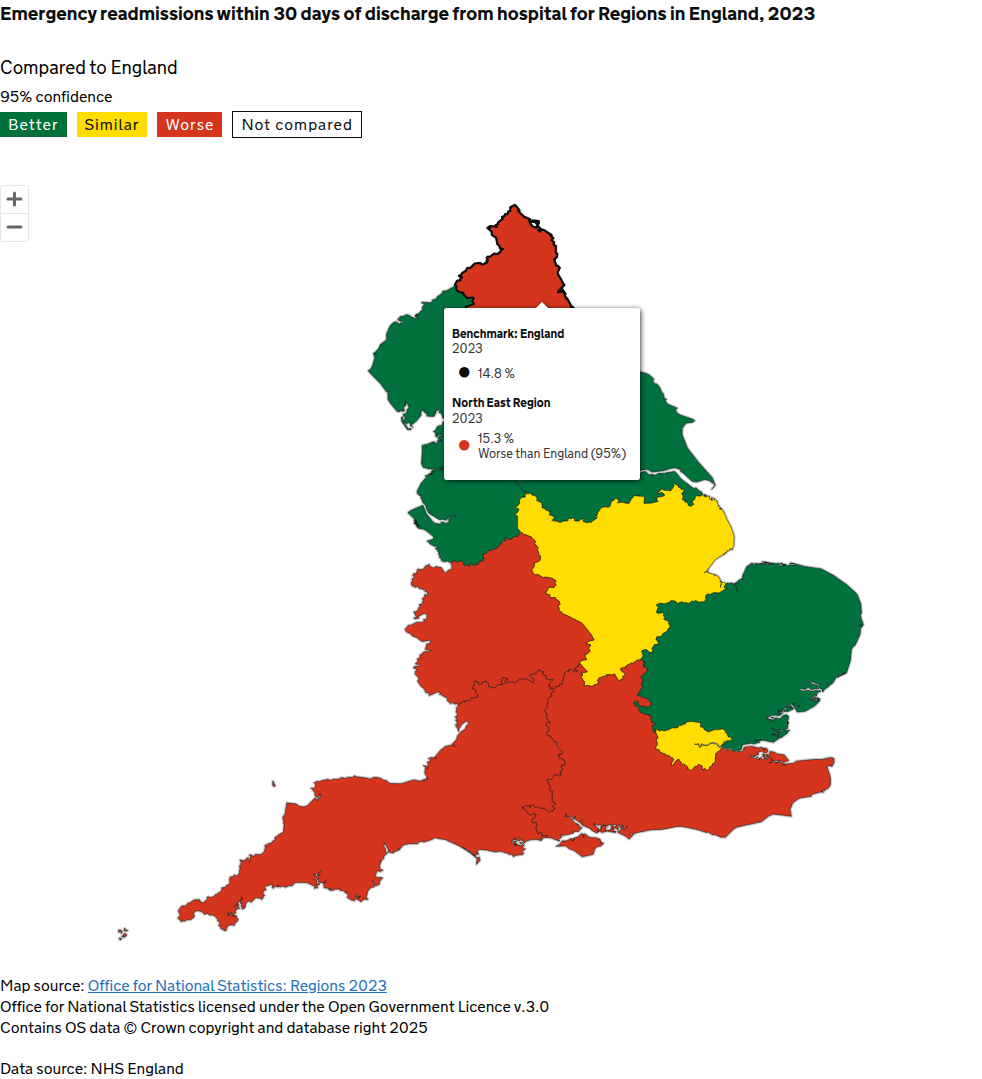 Emergency readmissions within 30 days of discharge from hospital for Regions in England, 2023
Compared to England
95% confidence
Better Similar Worse Not compared
+
−
Benchmark: England
2023
14.8 %
North East Region
2023
15.3 %
Worse than England (95%)
Map source: Office for National Statistics: Regions 2023
Office for National Statistics licensed under the Open Government Licence v.3.0
Contains OS data © Crown copyright and database right 2025
Data source: NHS England